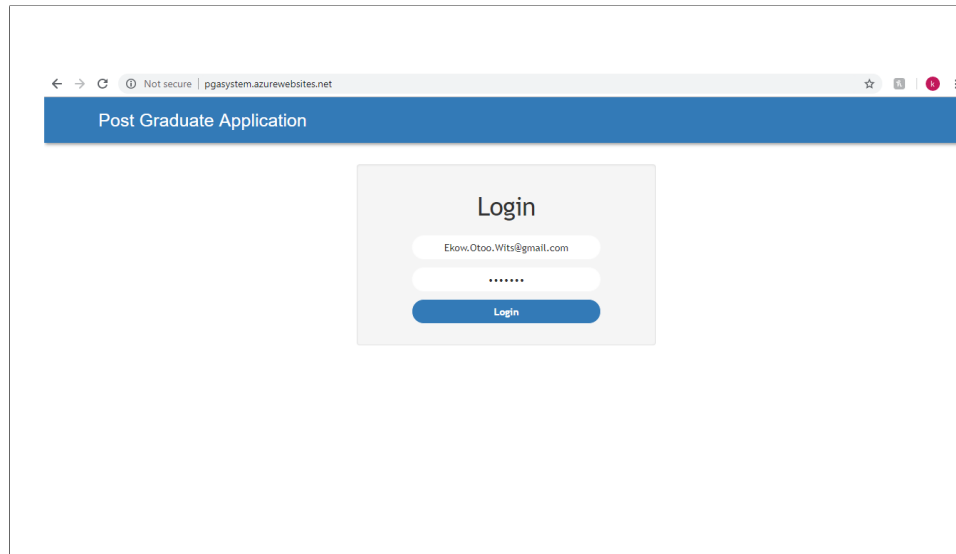 Not secure | pgasystem.azurewebsites.net
k
Post Graduate Application
Login
Ekow.Otoo.Wits@gmail.com
•••••••
Login